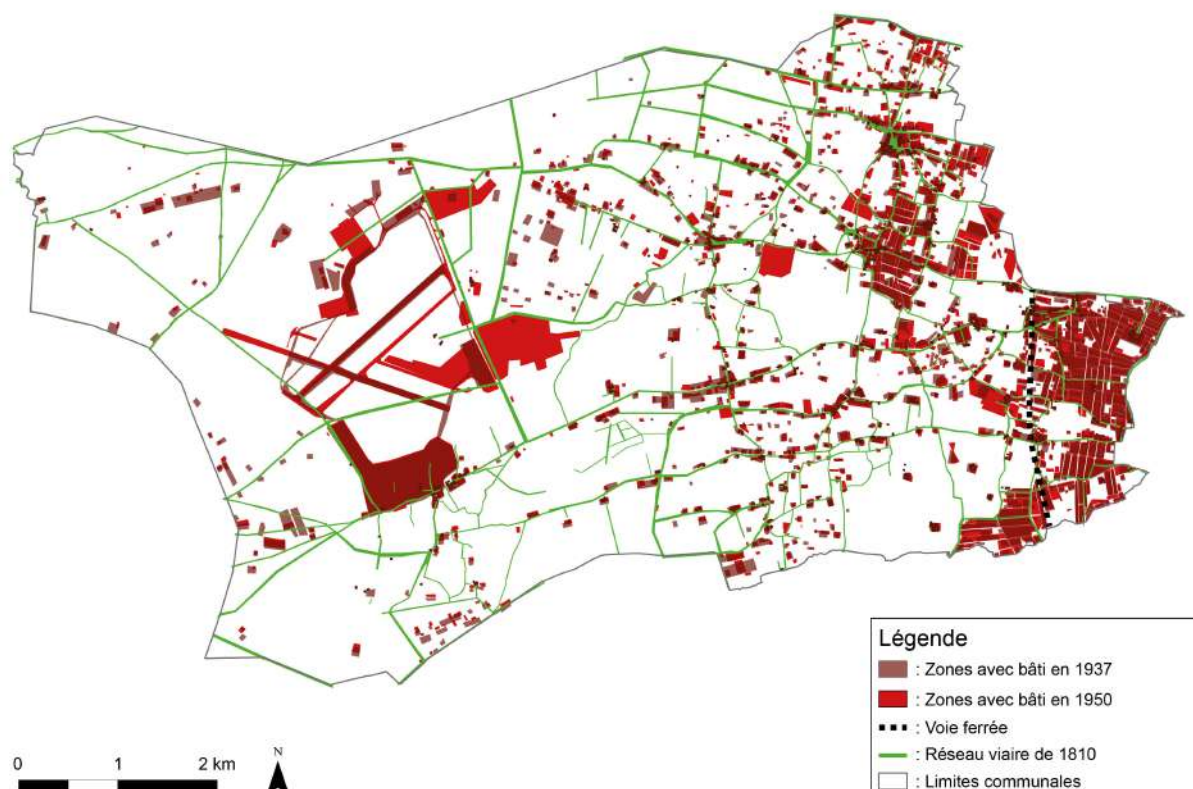 Légende
: Zones avec bâti en 1937
: Zones avec bâti en 1950
: Voie ferrée
: Réseau viaire de 1810
: Limites communales
0 1 2 km
N